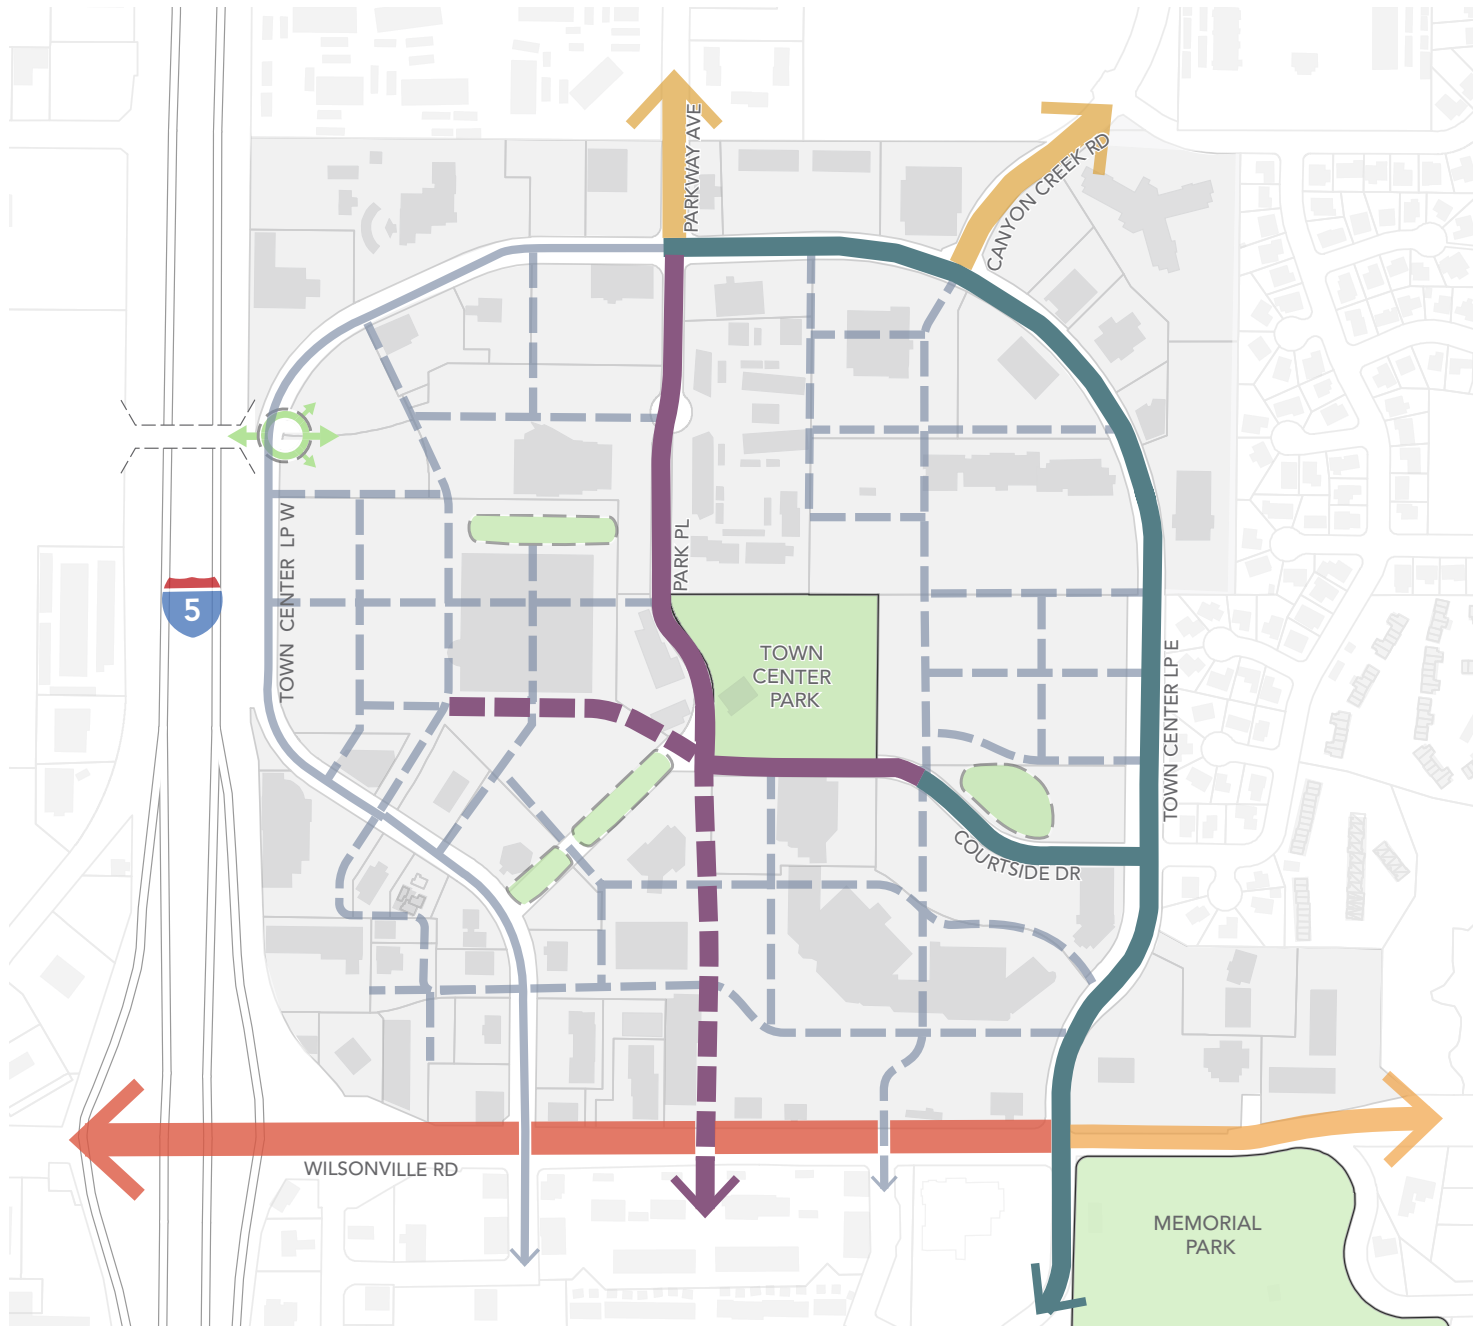 PARKWAY AVE
CANYON CREEK RD
TOWN CENTER LP W
PARK PL
5
TOWN
CENTER
PARK
TOWN CENTER LP E
COURTSIDE DR
WILSONVILLE RD
MEMORIAL
PARK